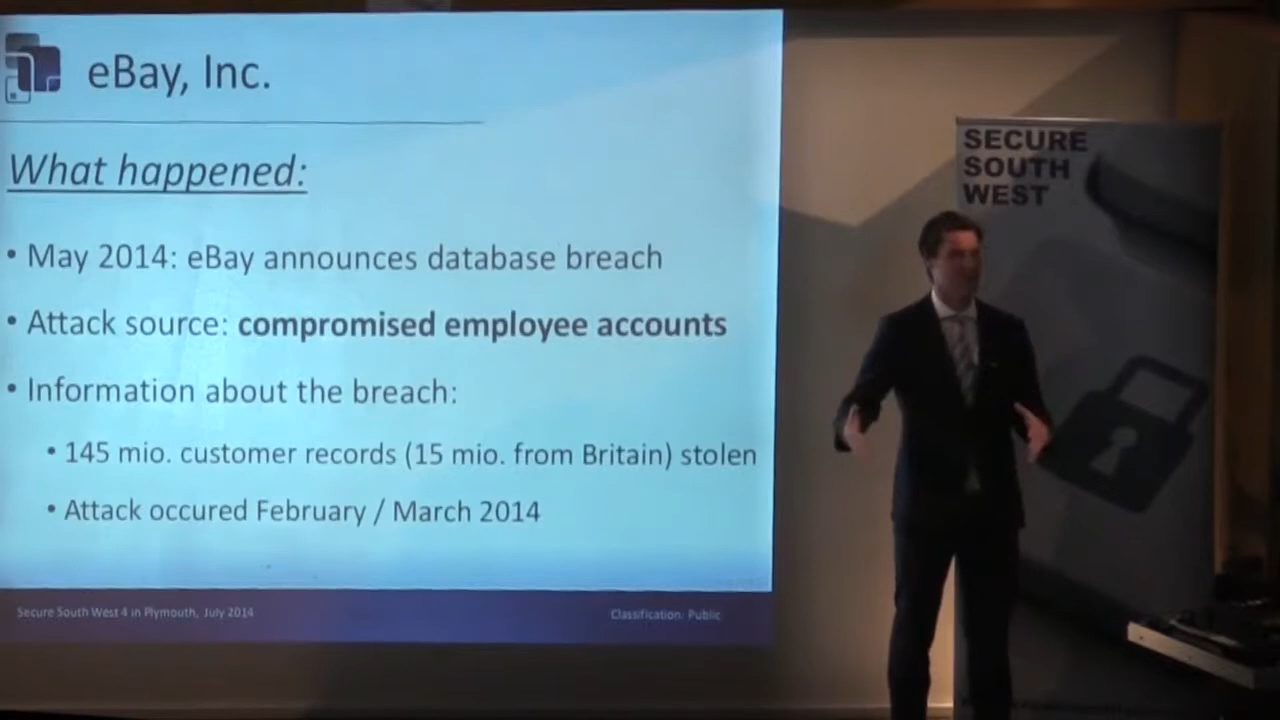 eBay, Inc.
What happened:
• May 2014: eBay announces database breach
• Attack source: compromised employee accounts
• Information about the breach:
• 145 mio. customer records (15 mio. from Britain) stolen
• Attack occured February / March 2014
Secure South West 4 in Plymouth, July 2014
Classification: Public
SECURE
SOUTH
WEST